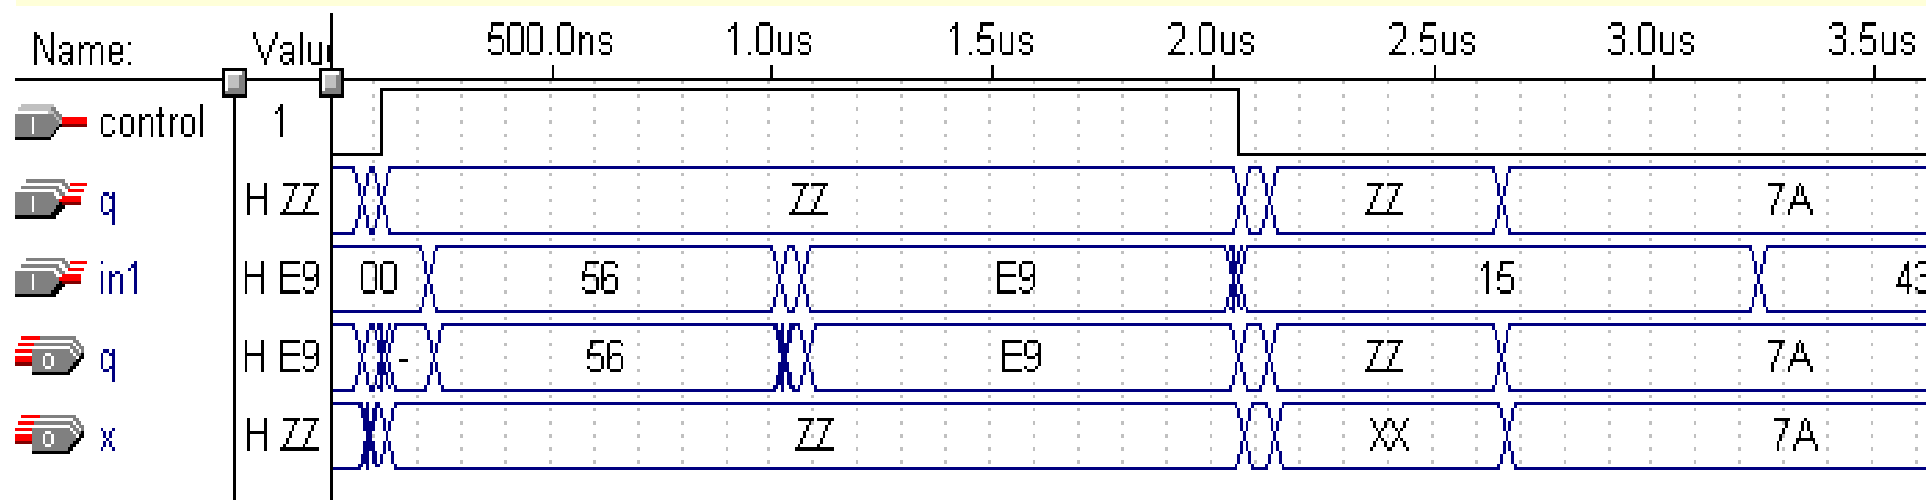 Name: Valu 500.0ns 1.0us 1.5us 2.0us 2.5us 3.0us 3.5us
control 1
q H ZZ ZZ ZZ 7A
in1 H E9 00 56 E9 15 43
q H E9 - 56 E9 ZZ 7A
x H ZZ ZZ XX 7A